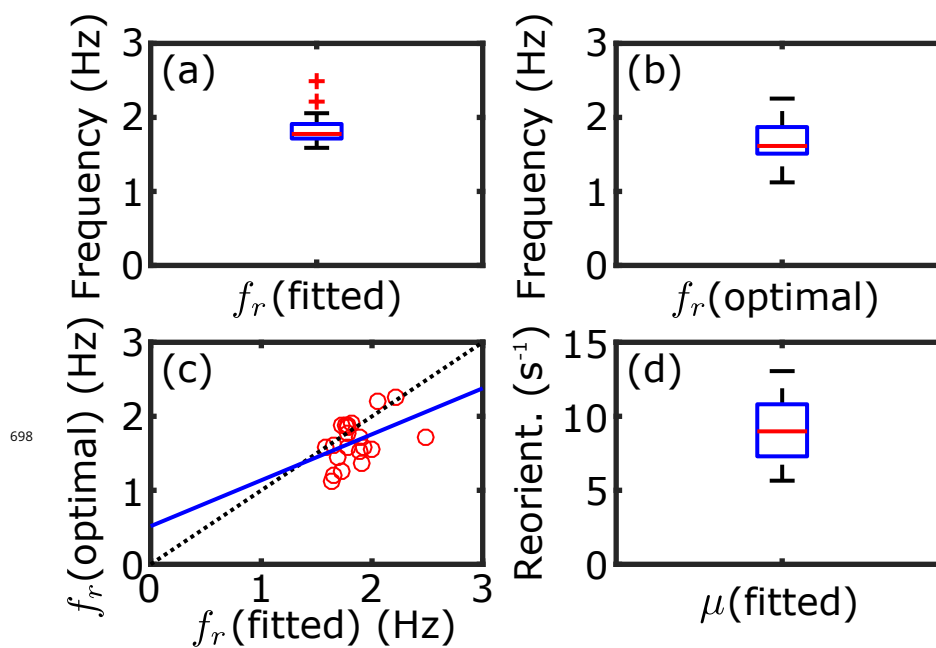 (a)
Frequency (Hz)
3
2
1
0
f_r(fitted)
(b)
Frequency (Hz)
3
2
1
0
f_r(optimal)
(c)
f_r(optimal) (Hz)
3
2
1
0
0 1 2 3
f_r(fitted) (Hz)
(d)
Reorient. (s⁻¹)
15
10
5
0
μ(fitted)
698